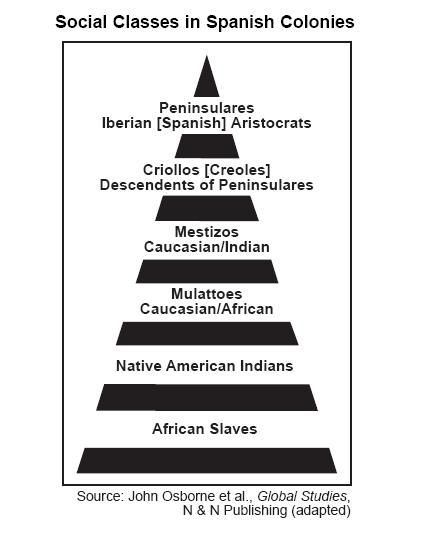 Social Classes in Spanish Colonies
Peninsulares
Iberian [Spanish] Aristocrats
Criollos [Creoles]
Descendents of Peninsulares
Mestizos
Caucasian/Indian
Mulattoes
Caucasian/African
Native American Indians
African Slaves
Source: John Osborne et al., Global Studies,
N & N Publishing (adapted)